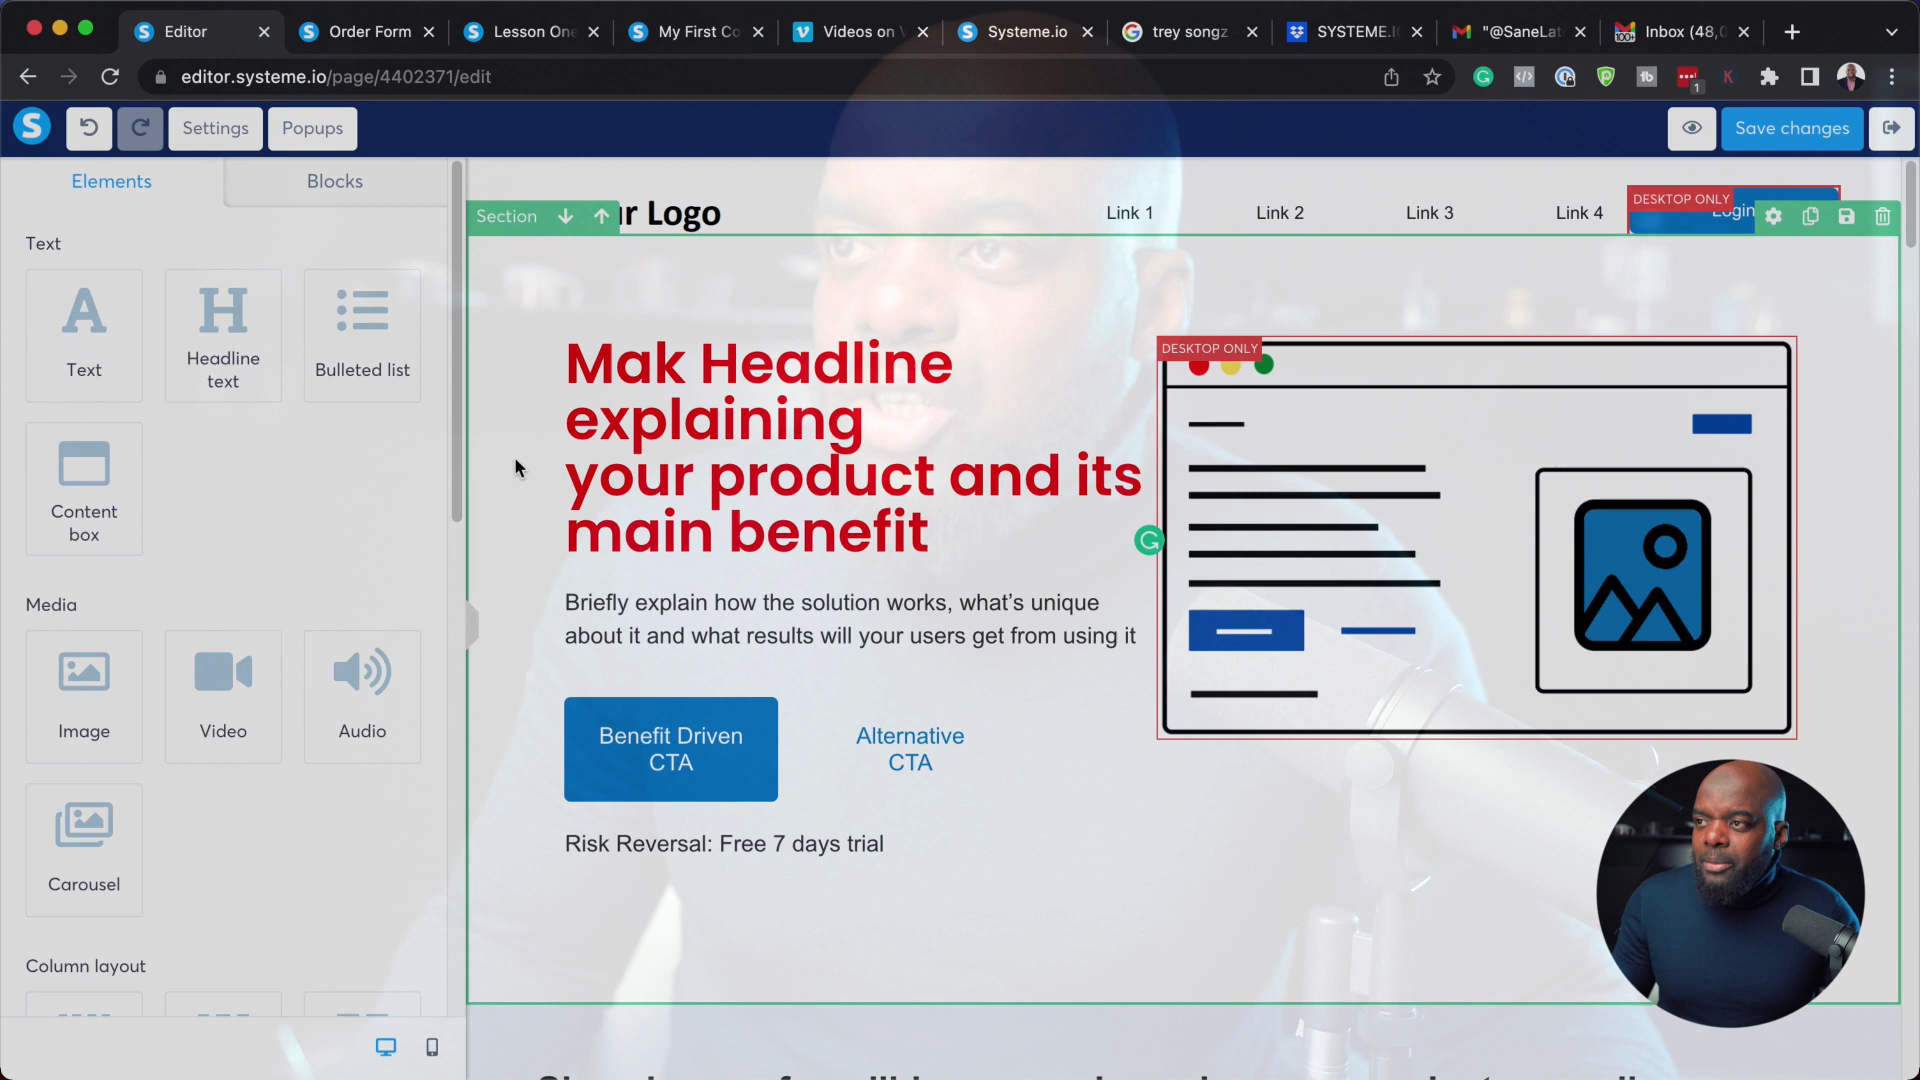 Editor
Order Form
Lesson One
My First Co
Videos on V
Systeme.io
trey songz
SYSTEME.I
"@SaneLat
Inbox (48,0
editor.systeme.io/page/4402371/edit
Settings
Popups
Save changes
Elements
Blocks
Section
r Logo
Link 1
Link 2
Link 3
Link 4
DESKTOP ONLY
Login
Text
Text
Headline
text
Bulleted list
Content
box
Media
Image
Video
Audio
Carousel
Column layout
Mak Headline
explaining
your product and its
main benefit
Briefly explain how the solution works, what's unique
about it and what results will your users get from using it
Benefit Driven
CTA
Alternative
CTA
Risk Reversal: Free 7 days trial
DESKTOP ONLY